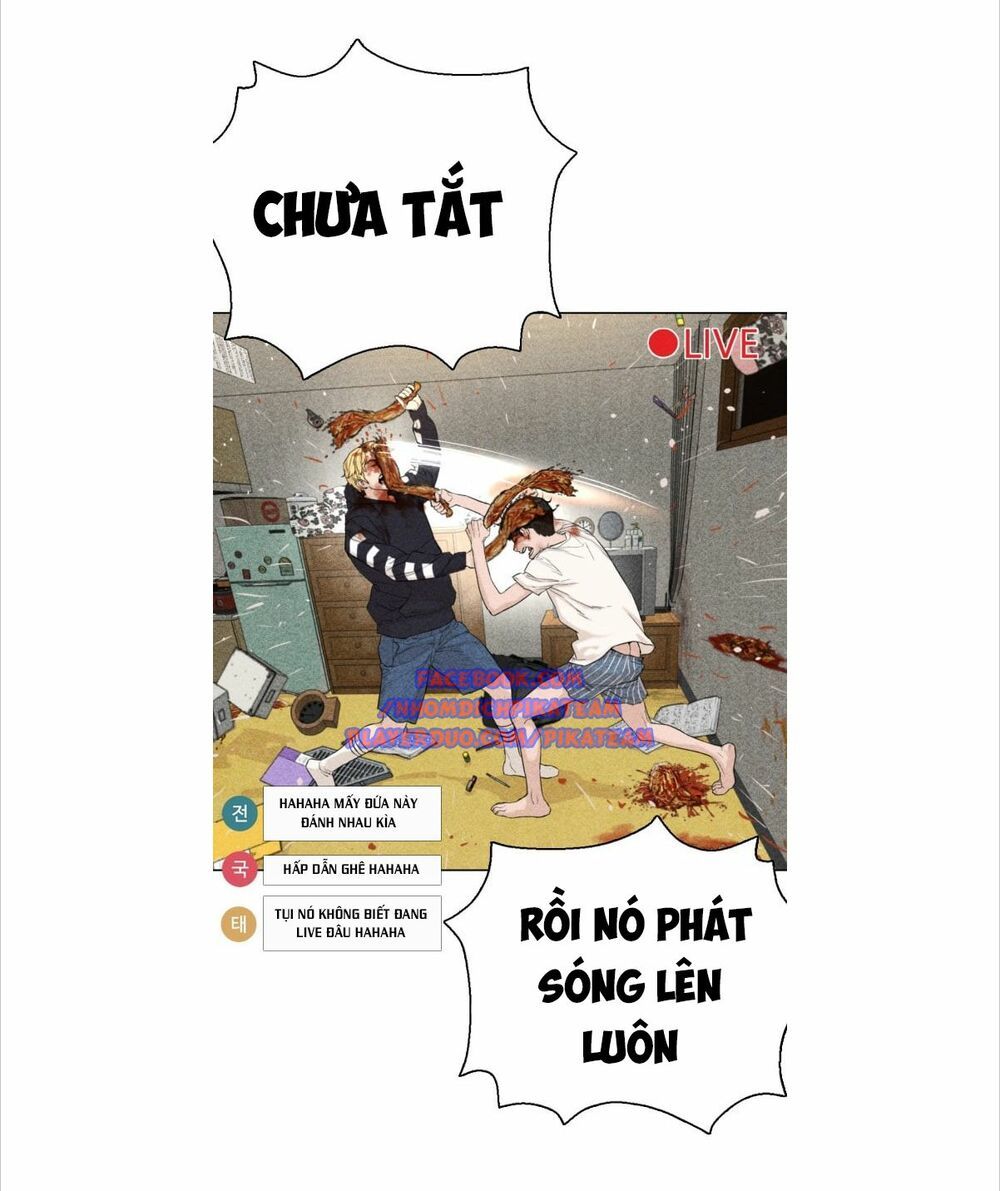 CHƯA TẮT
LIVE
FACEBOOK.COM
/NHOMDICHPIKATEAM
PLAYERDUO.COM/PIKATEAM
전
HAHAHA MẤY ĐỨA NÀY
ĐÁNH NHAU KÌA
국
HẤP DẪN GHÊ HAHAHA
태
TỤI NÓ KHÔNG BIẾT ĐANG
LIVE ĐÂU HAHAHA
RỒI NÓ PHÁT
SÓNG LÊN
LUÔN